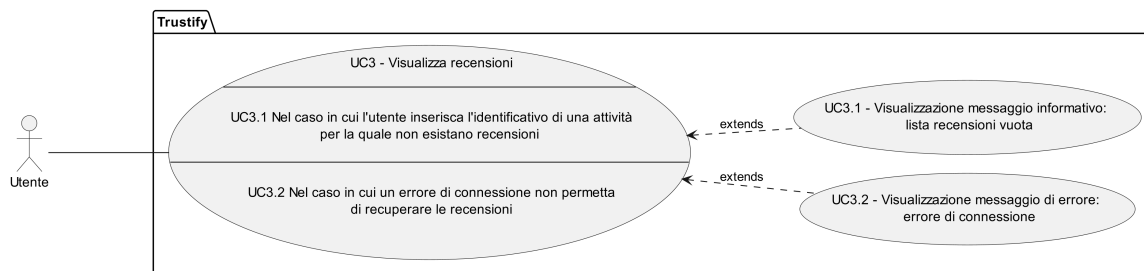 Trustify
UC3 - Visualizza recensioni
UC3.1 Nel caso in cui l'utente inserisca l'identificativo di una attività
per la quale non esistano recensioni
UC3.2 Nel caso in cui un errore di connessione non permetta
di recuperare le recensioni
Utente
extends
UC3.1 - Visualizzazione messaggio informativo:
lista recensioni vuota
extends
UC3.2 - Visualizzazione messaggio di errore:
errore di connessione